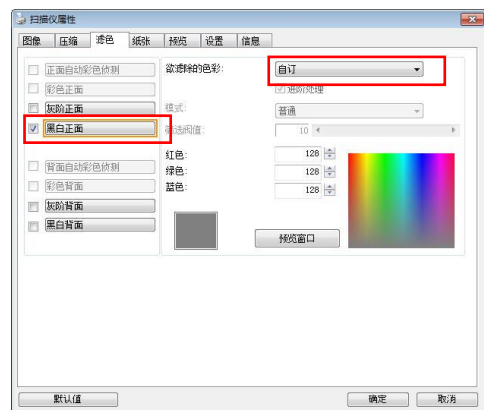 扫描仪属性
图像 压缩 滤色 纸张 预览 设置 信息
正面自动彩色侦测 欲滤除的色彩: 自订
彩色正面 进阶处理
灰阶正面 模式: 普通
黑白正面 筛选阀值: 10
红色: 128
背面自动彩色侦测 绿色: 128
彩色背面 蓝色: 128
灰阶背面
黑白背面 预览窗口
默认值 确定 取消